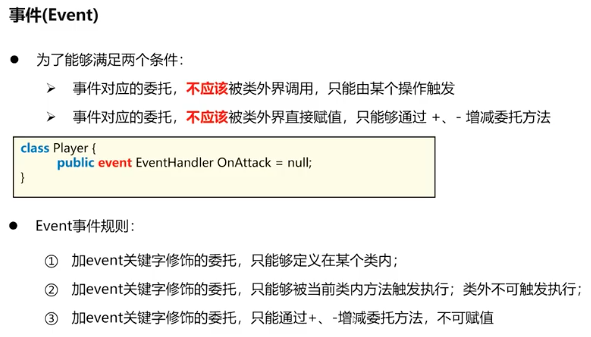 事件(Event)
● 为了能够满足两个条件：
➢ 事件对应的委托，不应该被类外界调用，只能由某个操作触发
➢ 事件对应的委托，不应该被类外界直接赋值，只能够通过 +、- 增减委托方法
class Player {
public event EventHandler OnAttack = null;
}
● Event事件规则：
① 加event关键字修饰的委托，只能够定义在某个类内；
② 加event关键字修饰的委托，只能够被当前类内方法触发执行；类外不可触发执行；
③ 加event关键字修饰的委托，只能通过+、-增减委托方法，不可赋值